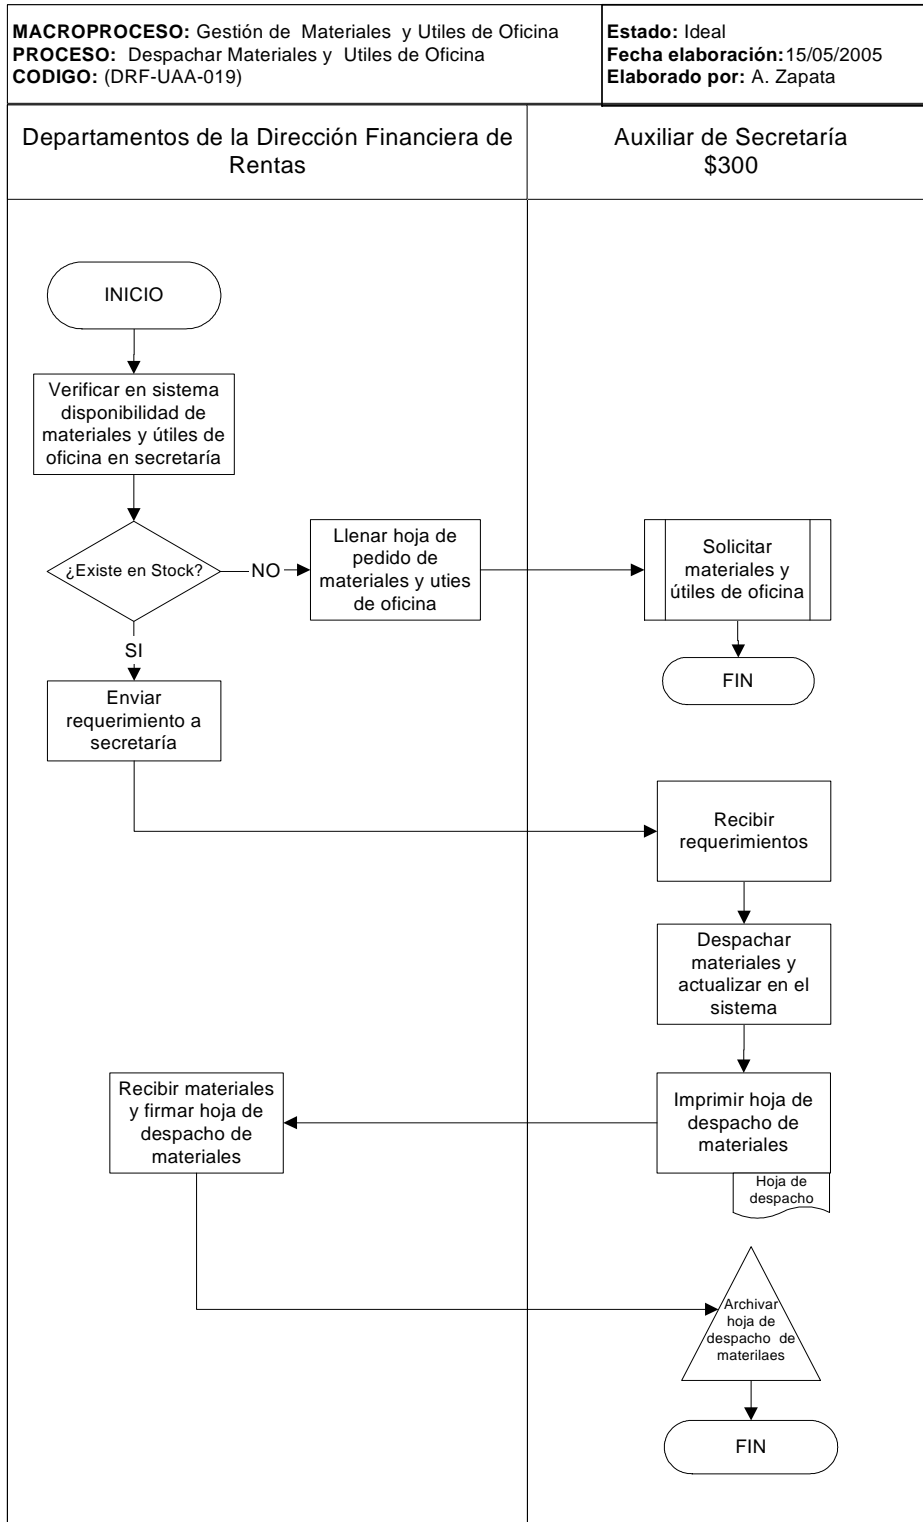 MACROPROCESO: Gestión de Materiales y Utiles de Oficina
PROCESO: Despachar Materiales y Utiles de Oficina
CODIGO: (DRF-UAA-019)
Estado: Ideal
Fecha elaboración:15/05/2005
Elaborado por: A. Zapata
Departamentos de la Dirección Financiera de
Rentas
Auxiliar de Secretaría
$300
INICIO
Verificar en sistema
disponibilidad de
materiales y útiles de
oficina en secretaría
¿Existe en Stock?
NO
Llenar hoja de
pedido de
materiales y uties
de oficina
Solicitar
materiales y
útiles de oficina
FIN
SI
Enviar
requerimiento a
secretaría
Recibir
requerimientos
Despachar
materiales y
actualizar en el
sistema
Imprimir hoja de
despacho de
materiales
Hoja de
despacho
Recibir materiales
y firmar hoja de
despacho de
materiales
Archivar
hoja de
despacho de
materilaes
FIN